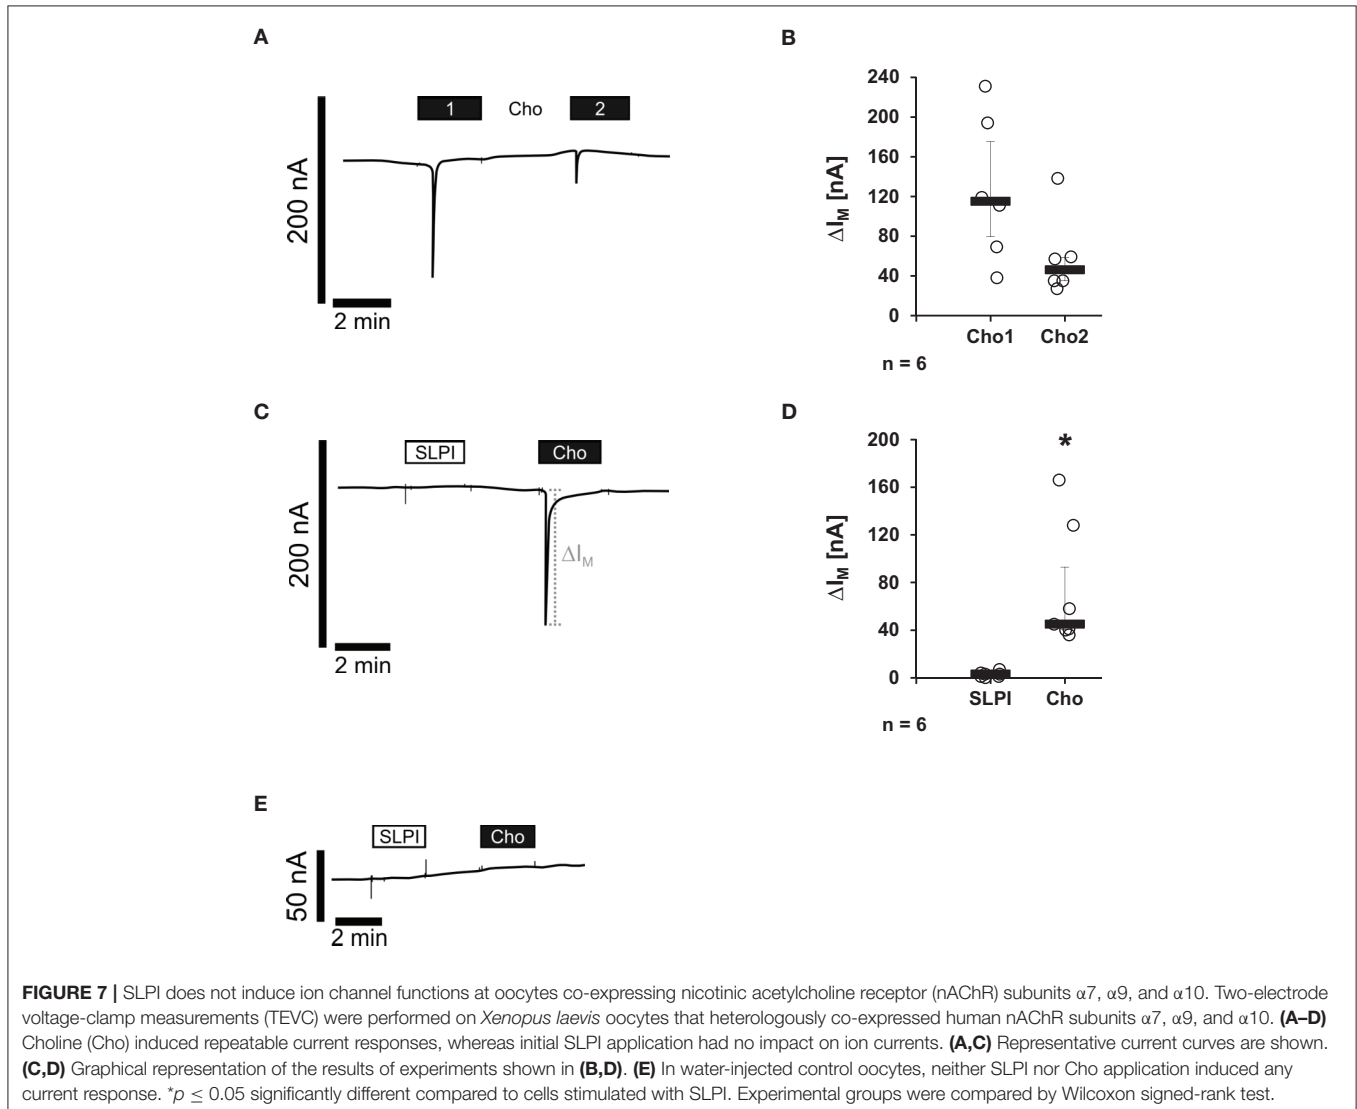 A
1
Cho
2
200 nA
2 min
B
240
200
160
120
80
40
0
ΔIM [nA]
Cho1
Cho2
n = 6
C
SLPI
Cho
200 nA
ΔIM
2 min
D
200
160
120
80
40
0
ΔIM [nA]
*
SLPI
Cho
n = 6
E
SLPI
Cho
50 nA
2 min
FIGURE 7 | SLPI does not induce ion channel functions at oocytes co-expressing nicotinic acetylcholine receptor (nAChR) subunits α7, α9, and α10. Two-electrode
voltage-clamp measurements (TEVC) were performed on Xenopus laevis oocytes that heterologously co-expressed human nAChR subunits α7, α9, and α10. (A–D)
Choline (Cho) induced repeatable current responses, whereas initial SLPI application had no impact on ion currents. (A,C) Representative current curves are shown.
(C,D) Graphical representation of the results of experiments shown in (B,D). (E) In water-injected control oocytes, neither SLPI nor Cho application induced any
current response. *p ≤ 0.05 significantly different compared to cells stimulated with SLPI. Experimental groups were compared by Wilcoxon signed-rank test.